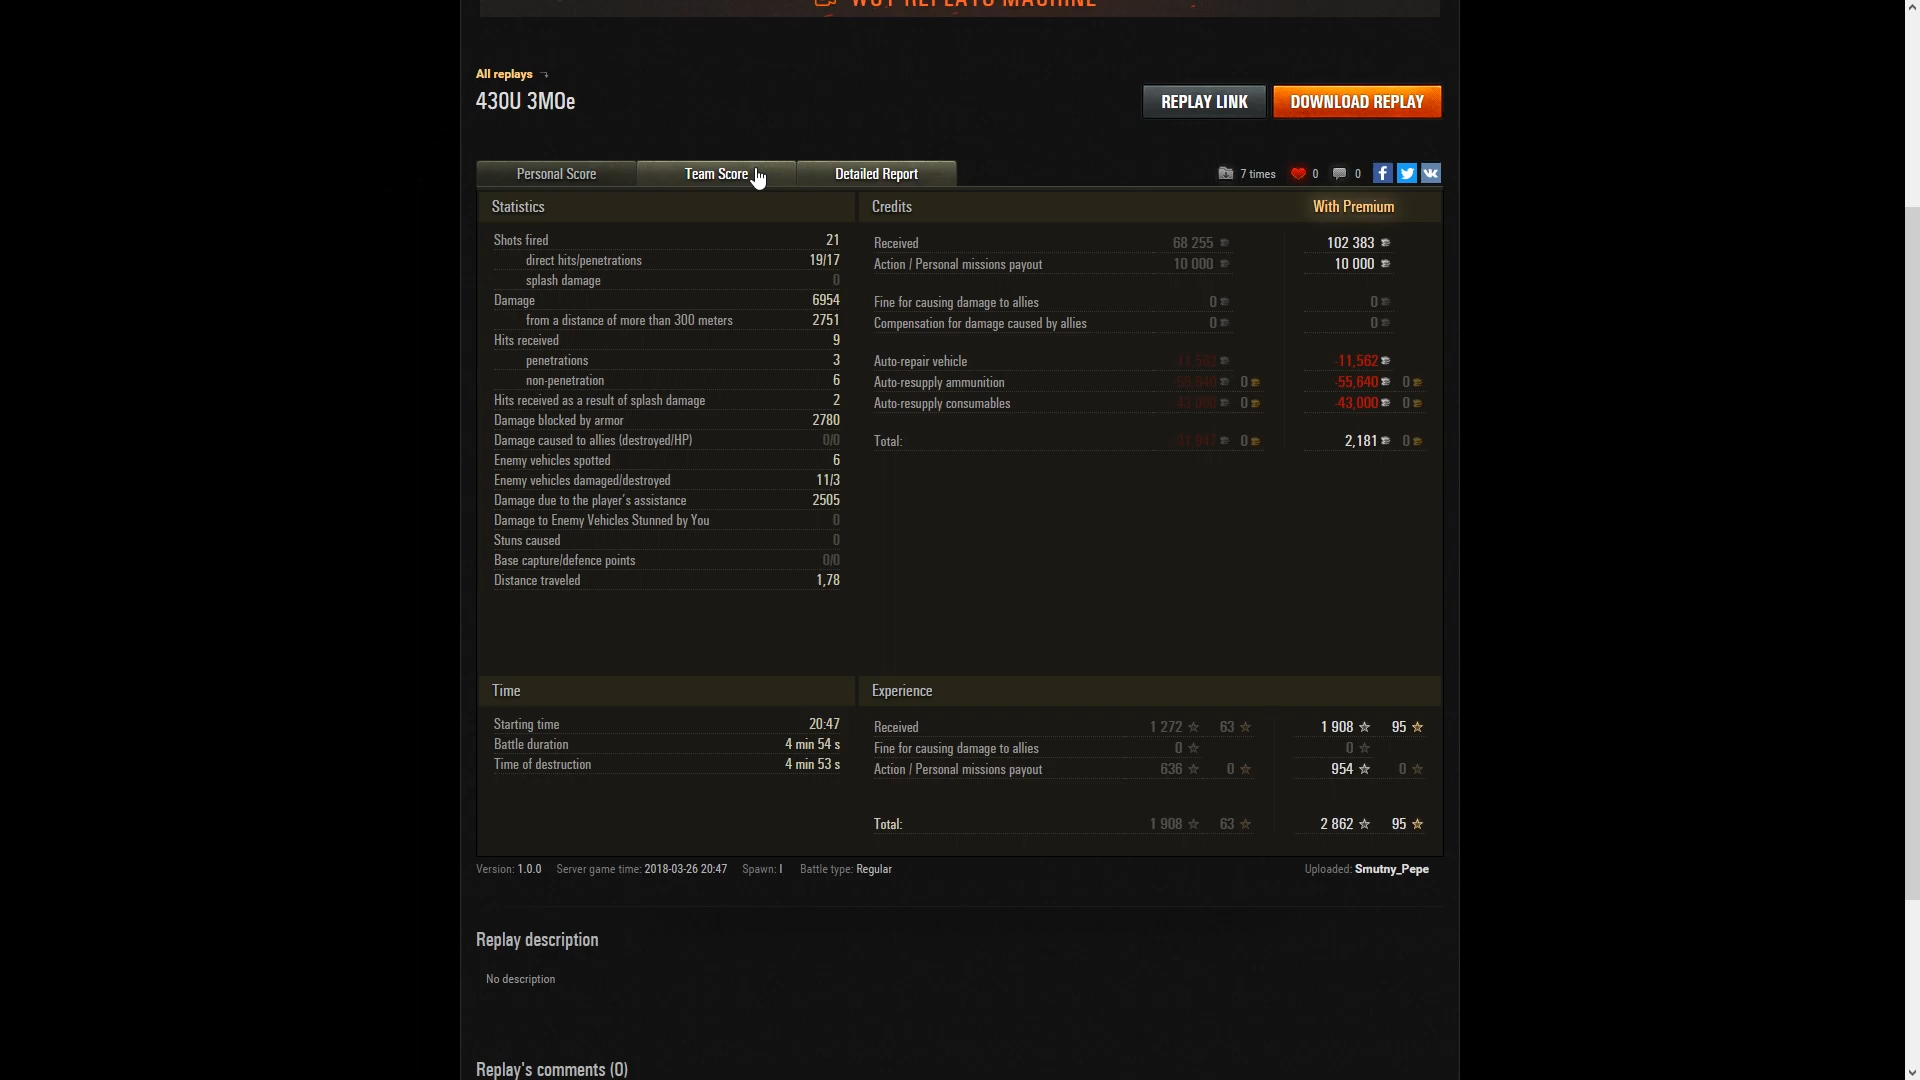 WOT REPLAYS MACHINE
All replays
430U 3M0e
REPLAY LINK
DOWNLOAD REPLAY
Personal Score
Team Score
Detailed Report
7 times
0
0
Statistics
Shots fired 21
direct hits/penetrations 19/17
splash damage 0
Damage 6954
from a distance of more than 300 meters 2751
Hits received 9
penetrations 3
non-penetration 6
Hits received as a result of splash damage 2
Damage blocked by armor 2780
Damage caused to allies (destroyed/HP) 0/0
Enemy vehicles spotted 6
Enemy vehicles damaged/destroyed 11/3
Damage due to the player's assistance 2505
Damage to Enemy Vehicles Stunned by You 0
Stuns caused 0
Base capture/defence points 0/0
Distance traveled 1,78
Credits With Premium
Received 68 255 102 383
Action / Personal missions payout 10 000 10 000
Fine for causing damage to allies 0 0
Compensation for damage caused by allies 0 0
Auto-repair vehicle -11,562
Auto-resupply ammunition 0 -55,640 0
Auto-resupply consumables 0 -43,000 0
Total: 0 2,181 0
Time
Starting time 20:47
Battle duration 4 min 54 s
Time of destruction 4 min 53 s
Experience
Received 1 272 63 1 908 95
Fine for causing damage to allies 0 0
Action / Personal missions payout 636 0 954 0
Total: 1 908 63 2 862 95
Version: 1.0.0 Server game time: 2018-03-26 20:47 Spawn: I Battle type: Regular Uploaded: Smutny_Pepe
Replay description
No description
Replay's comments (0)